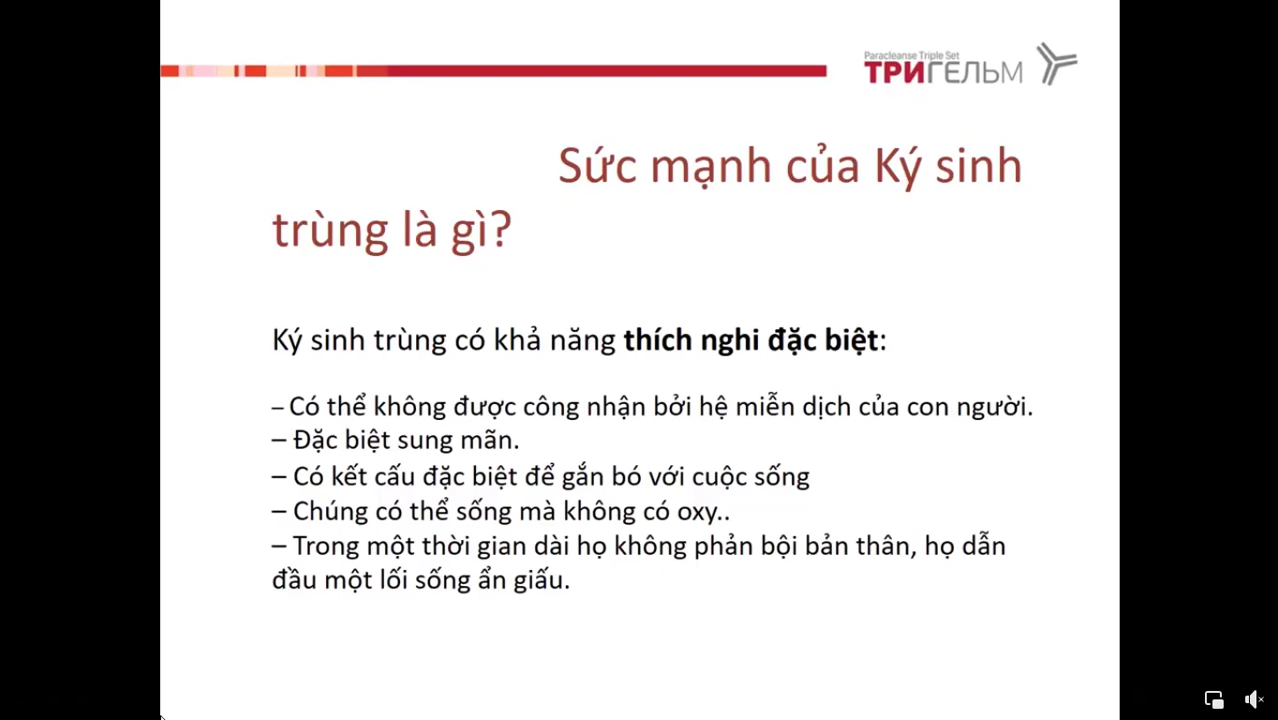 Paracleanse Triple Set
ТРИГЕЛЬМ
Sức mạnh của Ký sinh
trùng là gì?
Ký sinh trùng có khả năng thích nghi đặc biệt:
– Có thể không được công nhận bởi hệ miễn dịch của con người.
– Đặc biệt sung mãn.
– Có kết cấu đặc biệt để gắn bó với cuộc sống
– Chúng có thể sống mà không có oxy..
– Trong một thời gian dài họ không phản bội bản thân, họ dẫn
đầu một lối sống ẩn giấu.